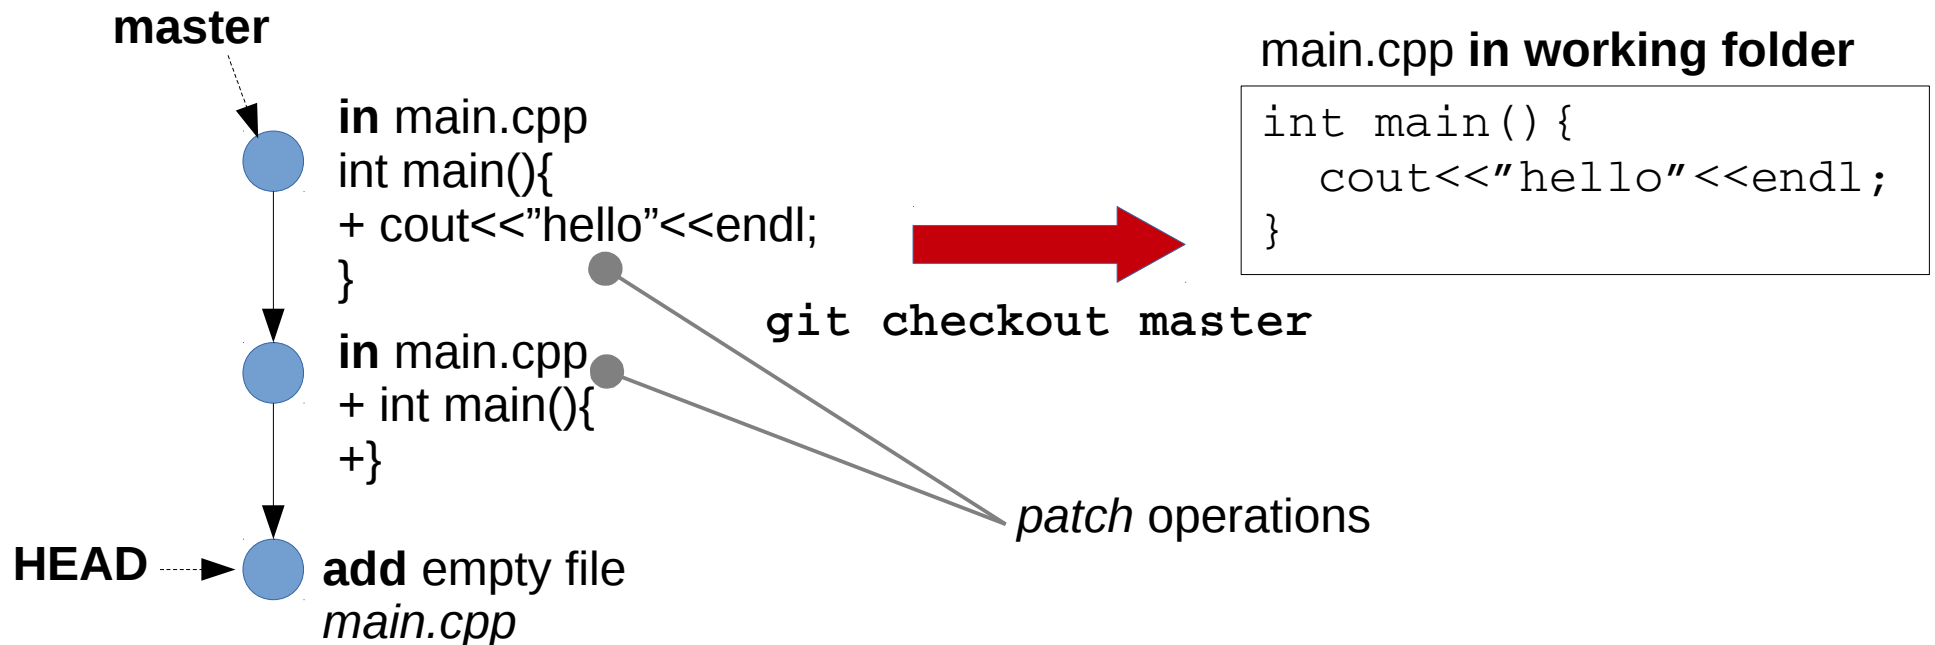 master
in main.cpp
int main(){
+ cout<<”hello”<<endl;
}
in main.cpp
+ int main(){
+}
HEAD
add empty file
main.cpp
git checkout master
patch operations
main.cpp in working folder
int main(){
cout<<”hello”<<endl;
}